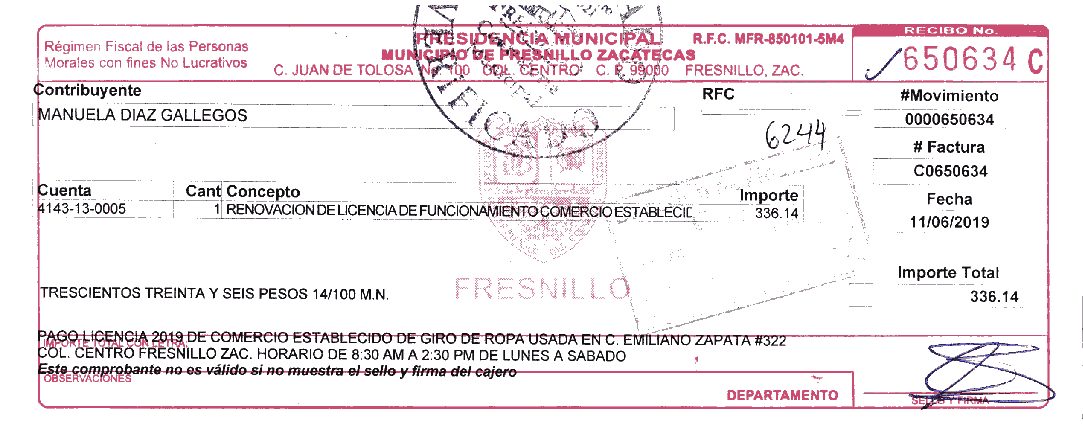 Régimen Fiscal de las Personas
Morales con fines No Lucrativos
PRESIDENCIA MUNICIPAL
MUNICIPIO DE FRESNILLO ZACATECAS
C. JUAN DE TOLOSA No. 100 COL. CENTRO C. P. 99000 FRESNILLO, ZAC.
R.F.C. MFR-850101-5M4
RECIBO No.
650634 C
Contribuyente
RFC
#Movimiento
MANUELA DIAZ GALLEGOS
0000650634
6244
# Factura
C0650634
CERTIFICADO
Cuenta Cant Concepto Importe
Fecha
4143-13-0005 1 RENOVACION DE LICENCIA DE FUNCIONAMIENTO COMERCIO ESTABLECID 336.14
11/06/2019
FRESNILLO
Importe Total
TRESCIENTOS TREINTA Y SEIS PESOS 14/100 M.N.
336.14
PAGO LICENCIA 2019 DE COMERCIO ESTABLECIDO DE GIRO DE ROPA USADA EN C. EMILIANO ZAPATA #322
IMPORTE TOTAL CON LETRA
COL. CENTRO FRESNILLO ZAC. HORARIO DE 8:30 AM A 2:30 PM DE LUNES A SABADO
Este comprobante no es válido si no muestra el sello y firma del cajero
OBSERVACIONES
DEPARTAMENTO
SELLO Y FIRMA